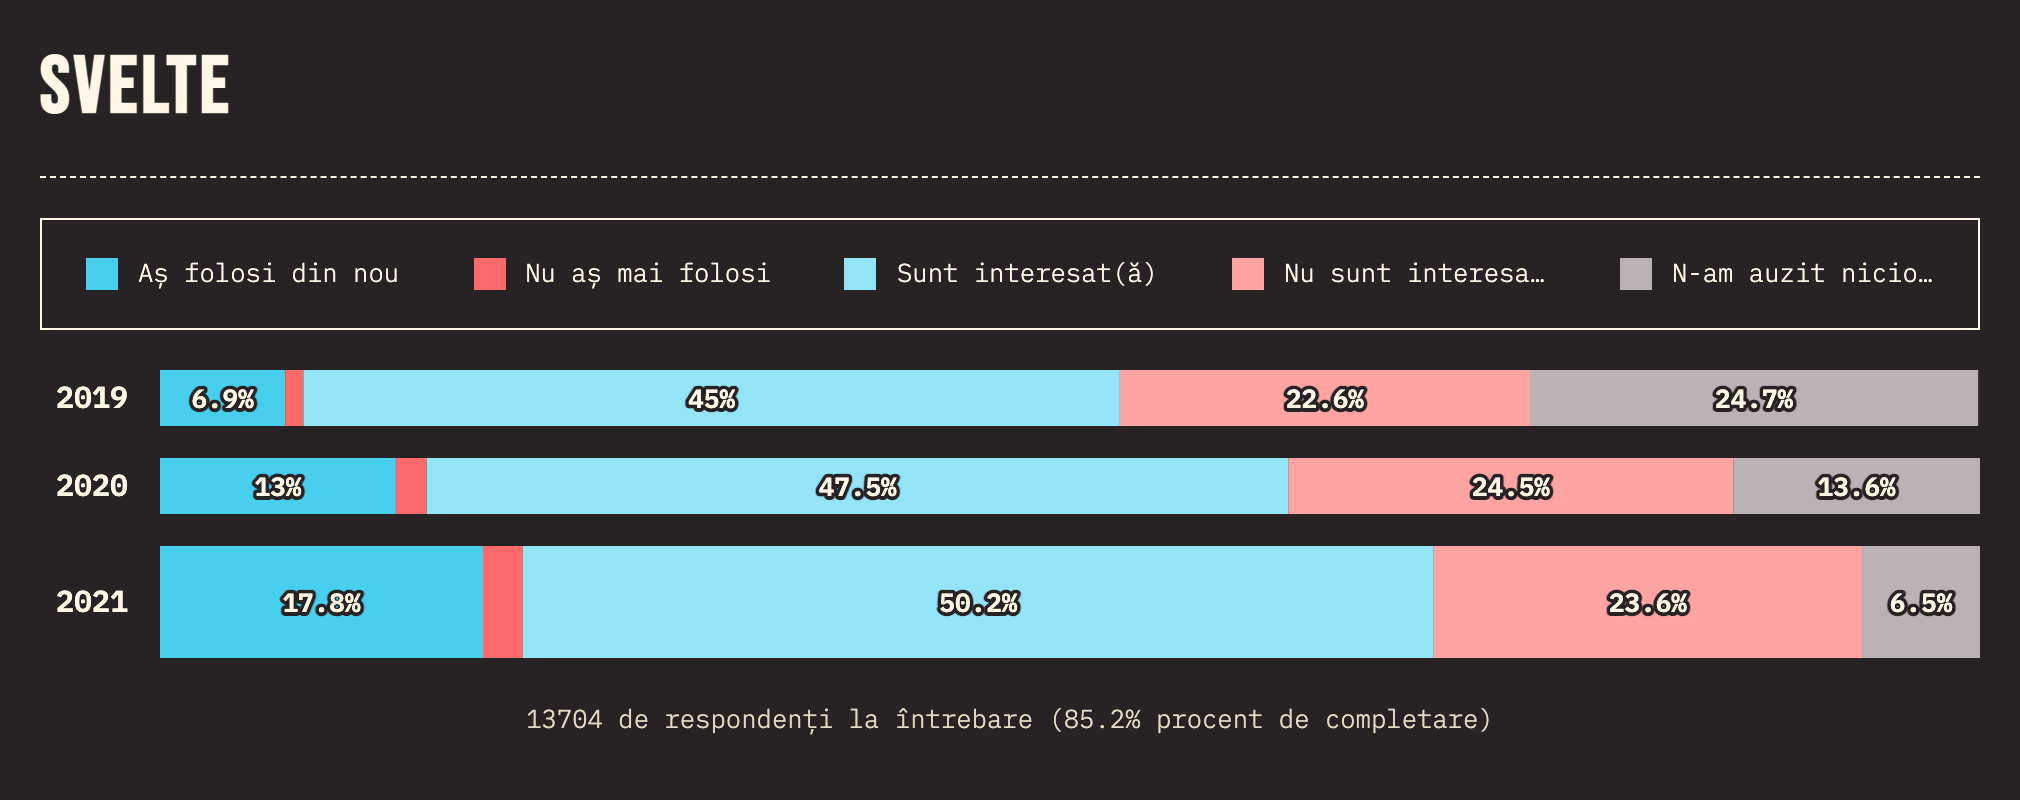 SVELTE
Aș folosi din nou Nu aș mai folosi Sunt interesat(ă) Nu sunt interesa… N-am auzit nicio…
2019 6.9% 45% 22.6% 24.7%
2020 13% 47.5% 24.5% 13.6%
2021 17.8% 50.2% 23.6% 6.5%
13704 de respondenți la întrebare (85.2% procent de completare)